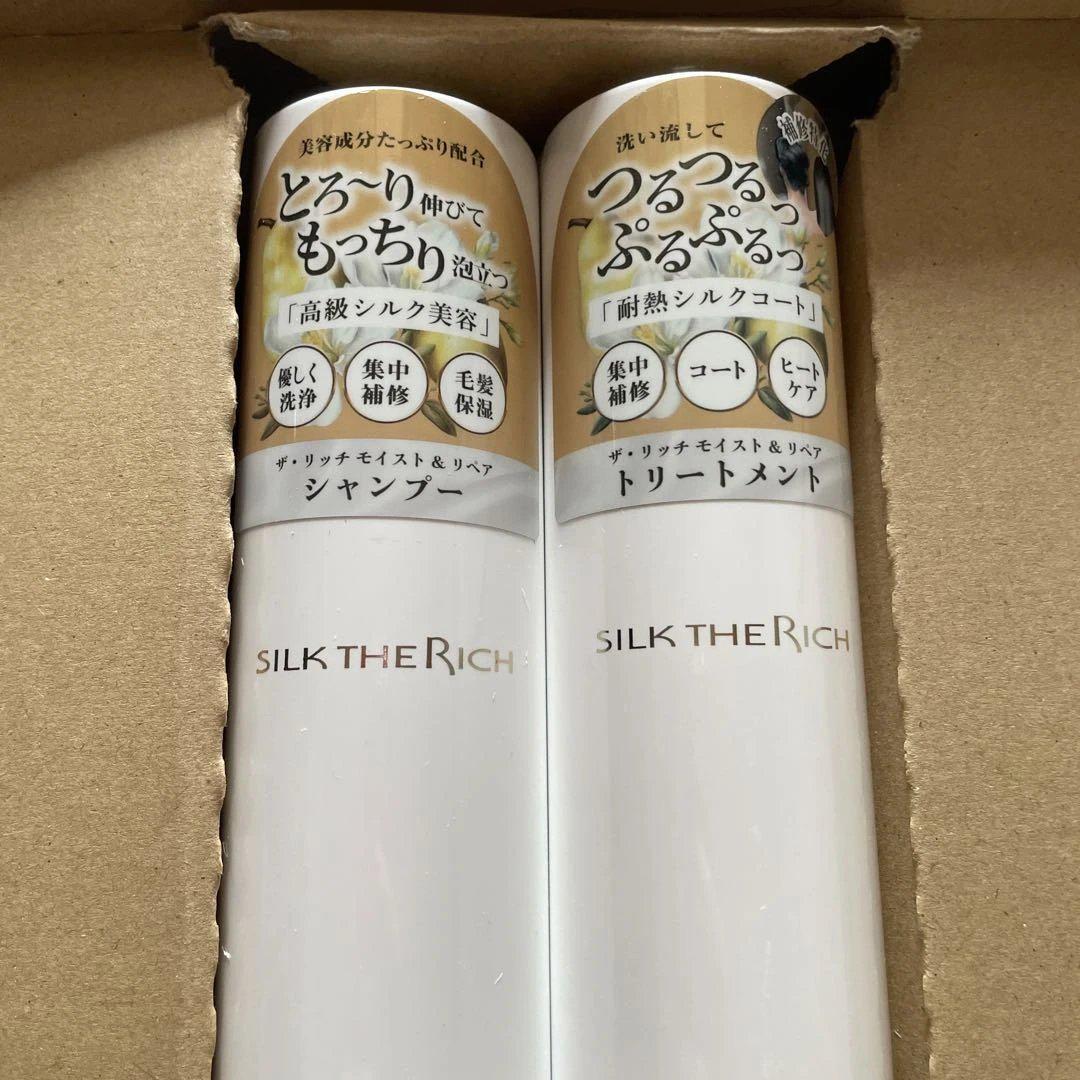 美容成分たっぷり配合
とろ〜り伸びて
もっちり泡立つ
「高級シルク美容」
優しく
洗浄
集中
補修
毛髪
保湿
ザ・リッチ モイスト & リペア
シャンプー
SILK THE RICH
洗い流して
つるつるっ
ぷるぷるっ
補修特化
「耐熱シルクコート」
集中
補修
コート
ヒート
ケア
ザ・リッチ モイスト & リペア
トリートメント
SILK THE RICH